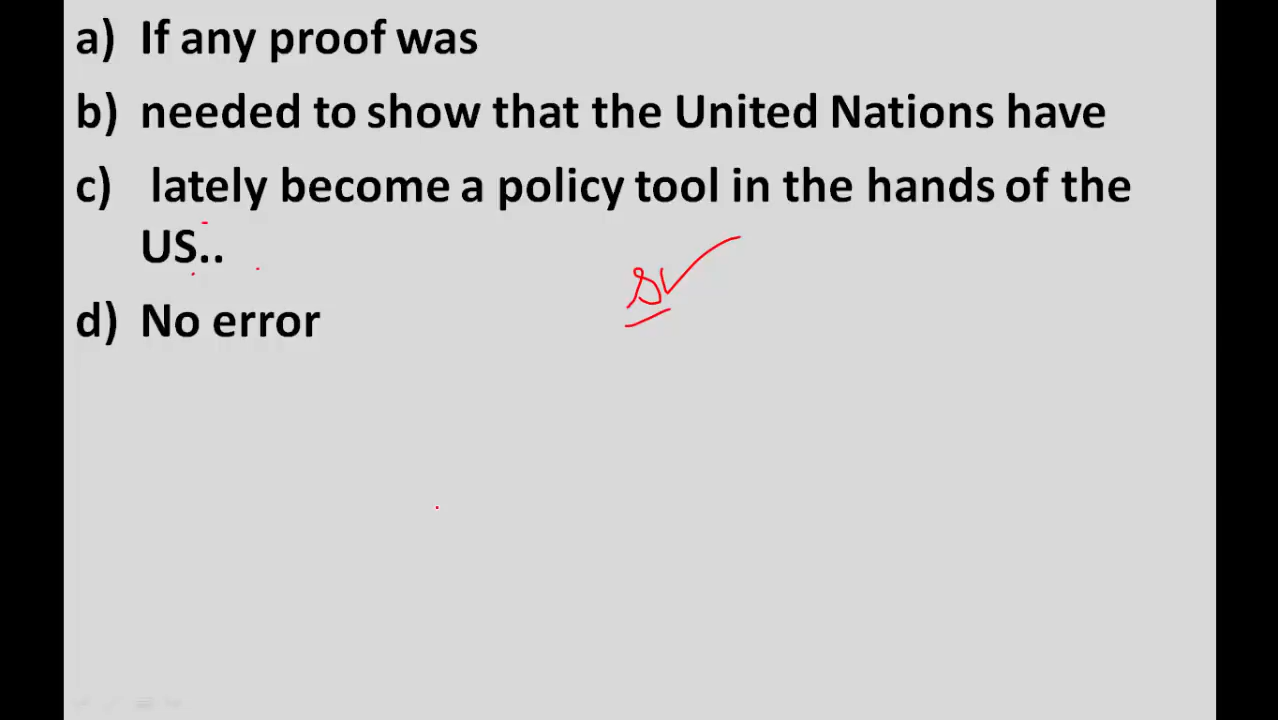 a) If any proof was
b) needed to show that the United Nations have
c) lately become a policy tool in the hands of the
US..
d) No error